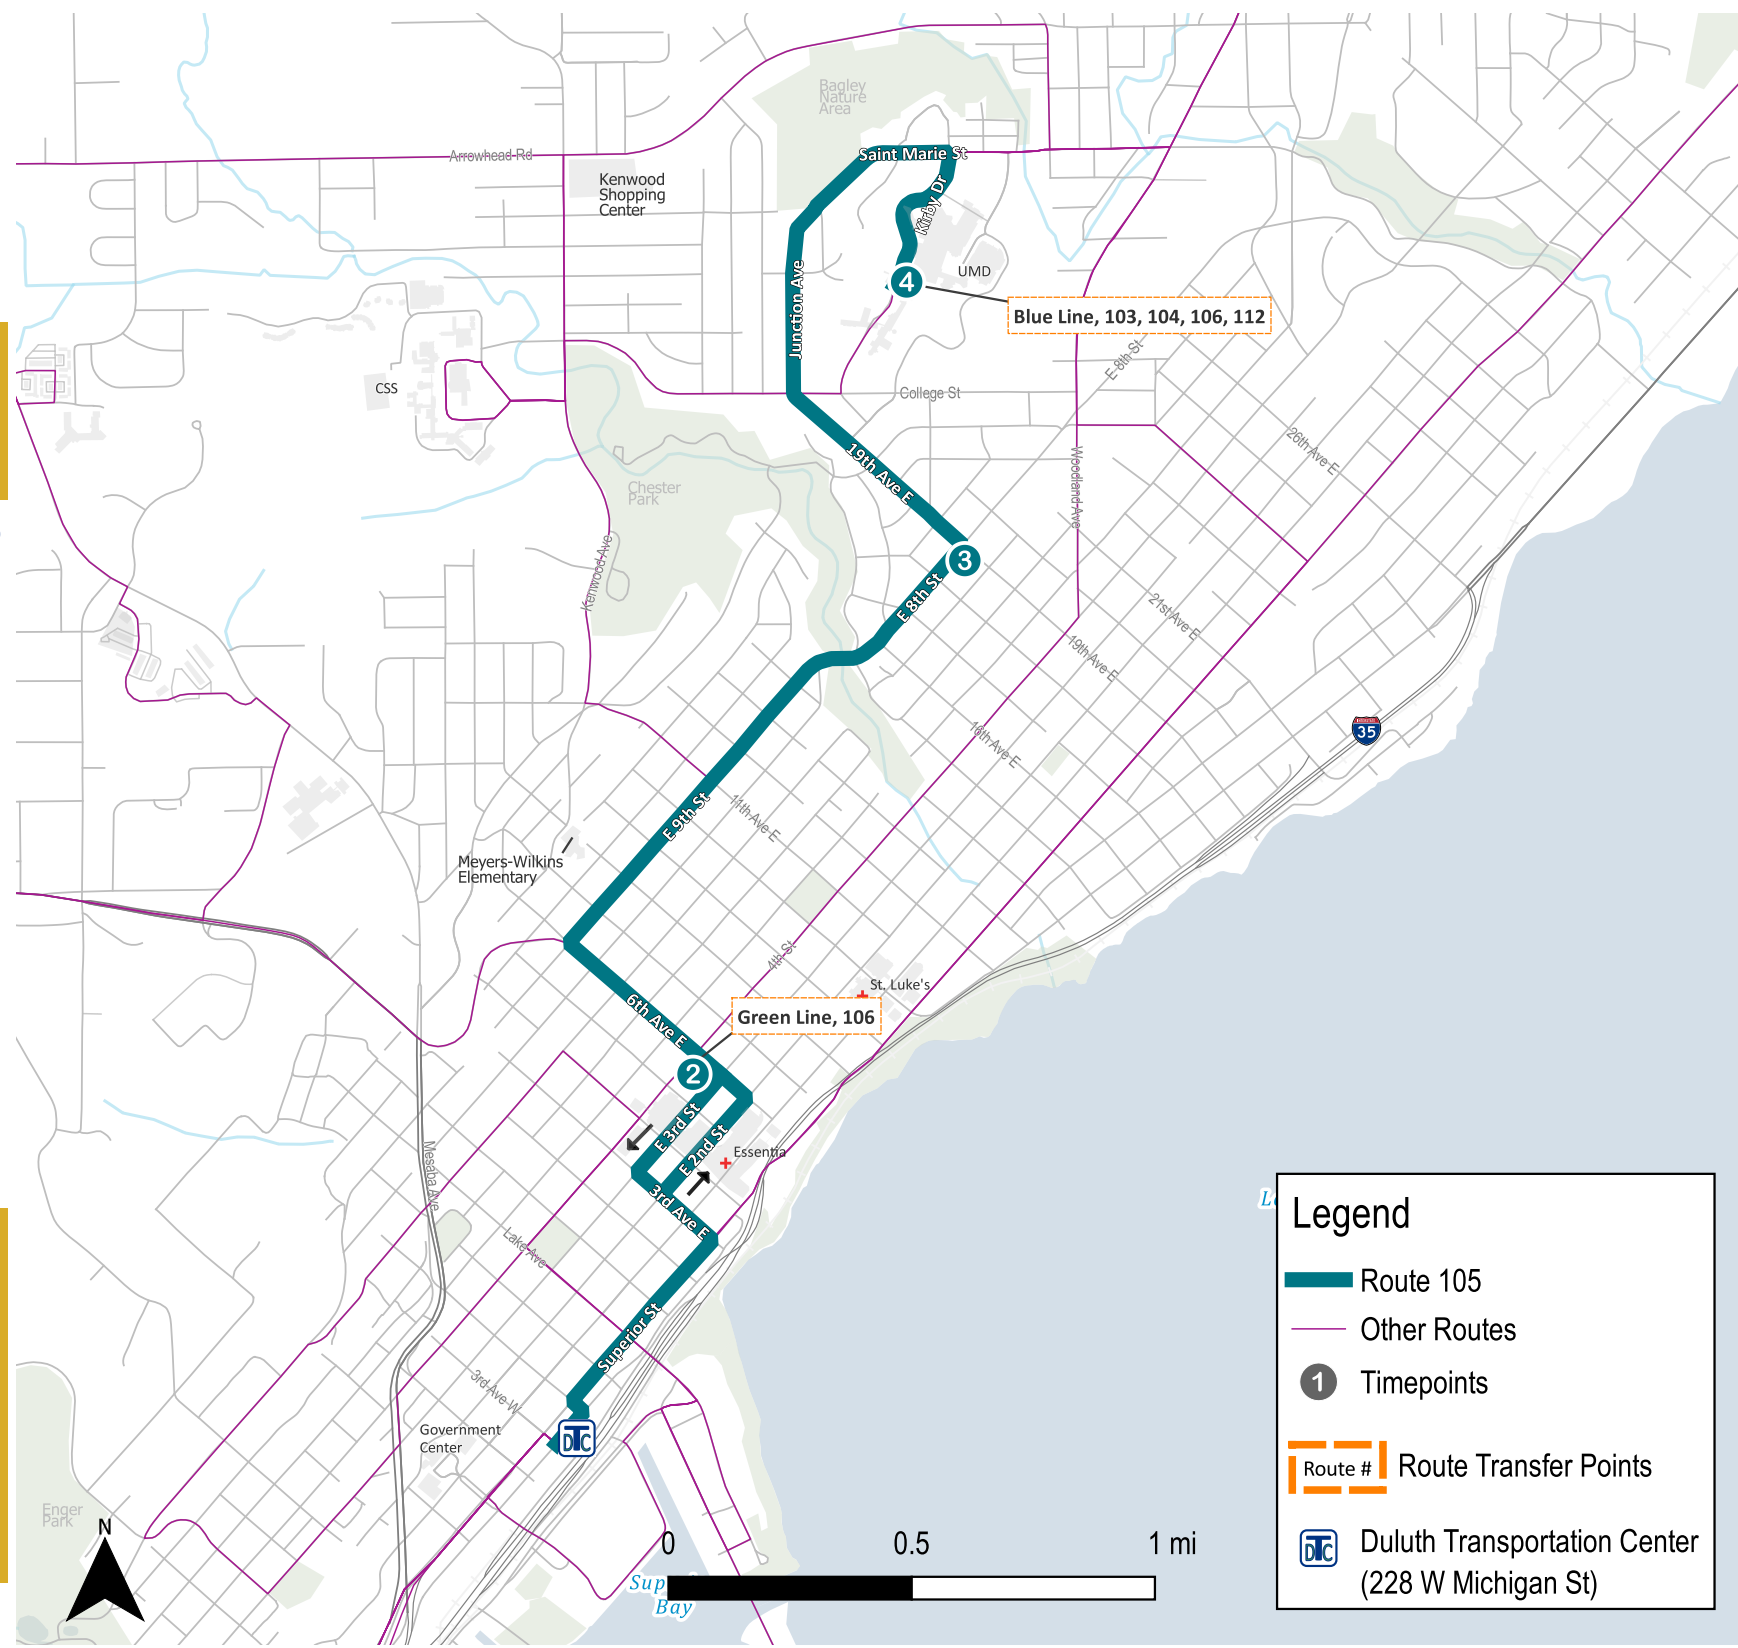 Bagley
Nature
Area
Arrowhead Rd
Saint Marie St
Kenwood
Shopping
Center
Kirby Dr
UMD
4
Blue Line, 103, 104, 106, 112
Junction Ave
E 8th St
CSS
College St
26th Ave E
19th Ave E
Woodland Ave
Chester
Park
3
Kenwood Ave
E 8th St
21st Ave E
19th Ave E
16th Ave E
35
E 9th St
11th Ave E
Meyers-Wilkins
Elementary
4th St
St. Luke's
6th Ave E
Green Line, 106
2
E 3rd St
E 2nd St
Essentia
Mesaba Ave
3rd Ave E
Lake Ave
Superior St
3rd Ave W
Government
Center
DTC
Enger
Park
N
0 0.5 1 mi
Bay
Legend
Route 105
Other Routes
1 Timepoints
Route # Route Transfer Points
DTC Duluth Transportation Center
(228 W Michigan St)